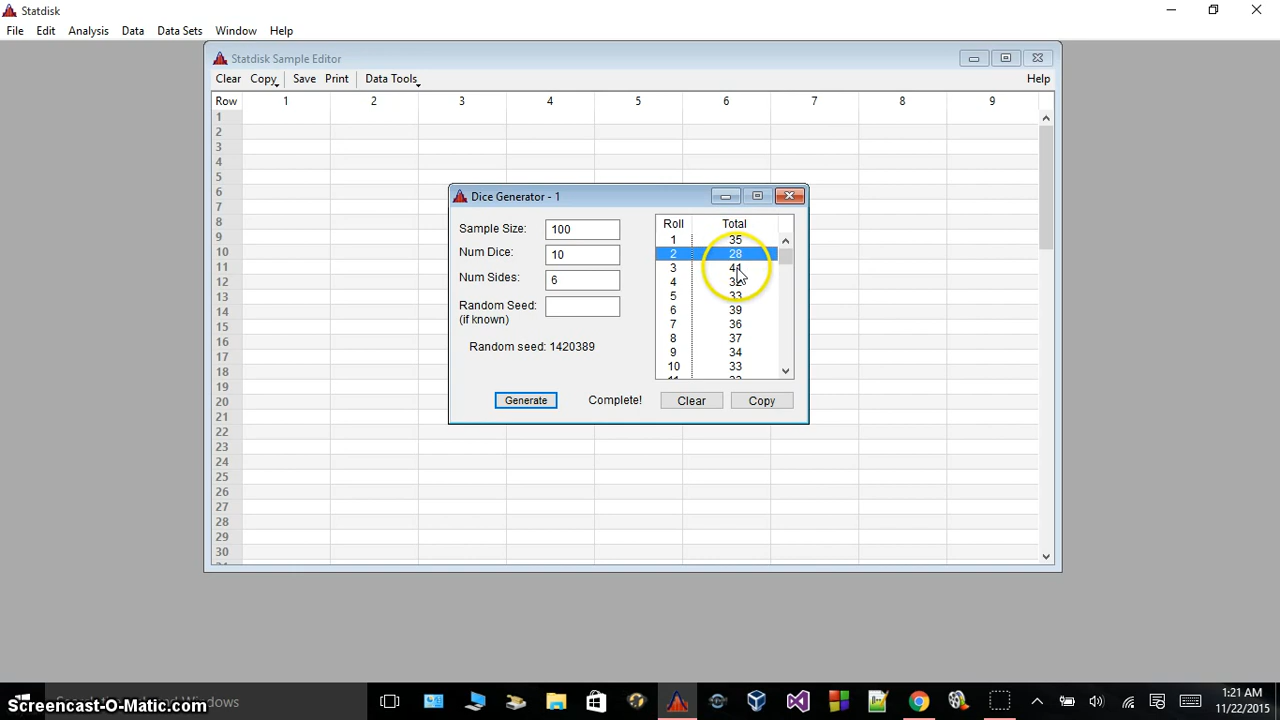 Statdisk
File Edit Analysis Data Data Sets Window Help
Statdisk Sample Editor
Clear Copy Save Print Data Tools Help
Row 1 2 3 4 5 6 7 8 9
1
2
3
4
5
6
7
8
9
10
11
12
13
14
15
16
17
18
19
20
21
22
23
24
25
26
27
28
29
30
Dice Generator - 1
Sample Size: 100
Num Dice: 10
Num Sides: 6
Random Seed:
(if known)
Random seed: 1420389
Generate Complete! Clear Copy
Roll Total
1 35
2 28
3 41
4
5 33
6 39
7 36
8 37
9 34
10 33
Screencast-O-Matic.com
1:21 AM
11/22/2015